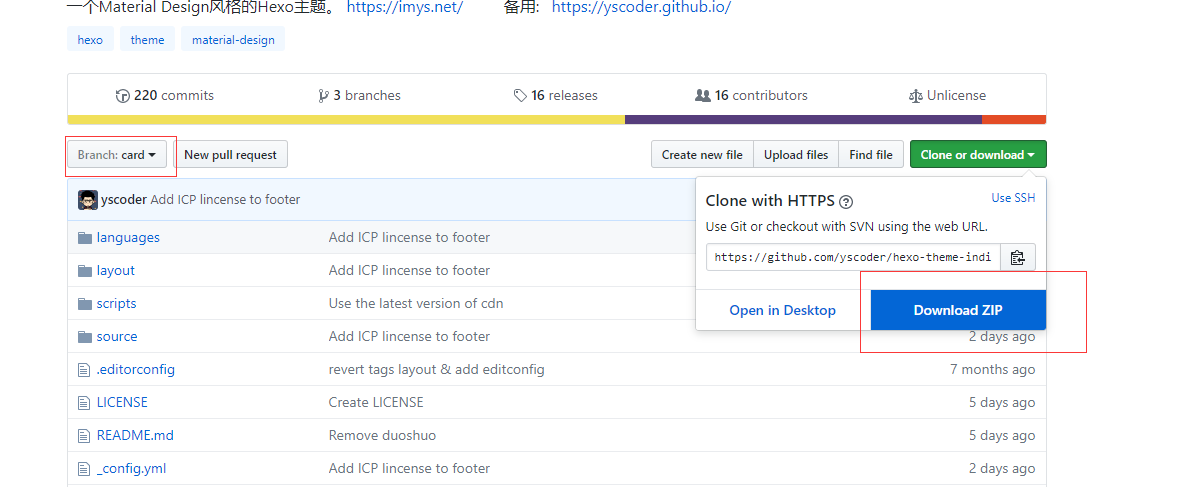 一个Material Design风格的Hexo主题。 https://imys.net/ 备用: https://yscoder.github.io/
hexo theme material-design
220 commits 3 branches 16 releases 16 contributors Unlicense
Branch: card New pull request Create new file Upload files Find file Clone or download
yscoder Add ICP lincense to footer
Clone with HTTPS Use SSH
Use Git or checkout with SVN using the web URL.
https://github.com/yscoder/hexo-theme-indi
Open in Desktop Download ZIP
languages Add ICP lincense to footer
layout Add ICP lincense to footer
scripts Use the latest version of cdn
source Add ICP lincense to footer 2 days ago
.editorconfig revert tags layout & add editconfig 7 months ago
LICENSE Create LICENSE 5 days ago
README.md Remove duoshuo 5 days ago
_config.yml Add ICP lincense to footer 2 days ago